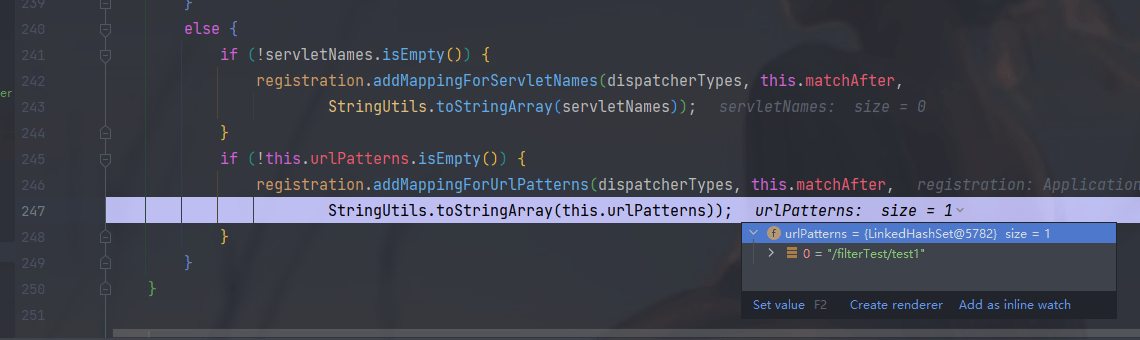 239 }
240 else {
241 if (!servletNames.isEmpty()) {
242 registration.addMappingForServletNames(dispatcherTypes, this.matchAfter,
er
243 StringUtils.toStringArray(servletNames)); servletNames: size = 0
244 }
245 if (!this.urlPatterns.isEmpty()) {
246 registration.addMappingForUrlPatterns(dispatcherTypes, this.matchAfter, registration: Application
247 StringUtils.toStringArray(this.urlPatterns)); urlPatterns: size = 1
248 }
f urlPatterns = {LinkedHashSet@5782} size = 1
249 }
0 = "/filterTest/test1"
250 }
Set value F2 Create renderer Add as inline watch
251